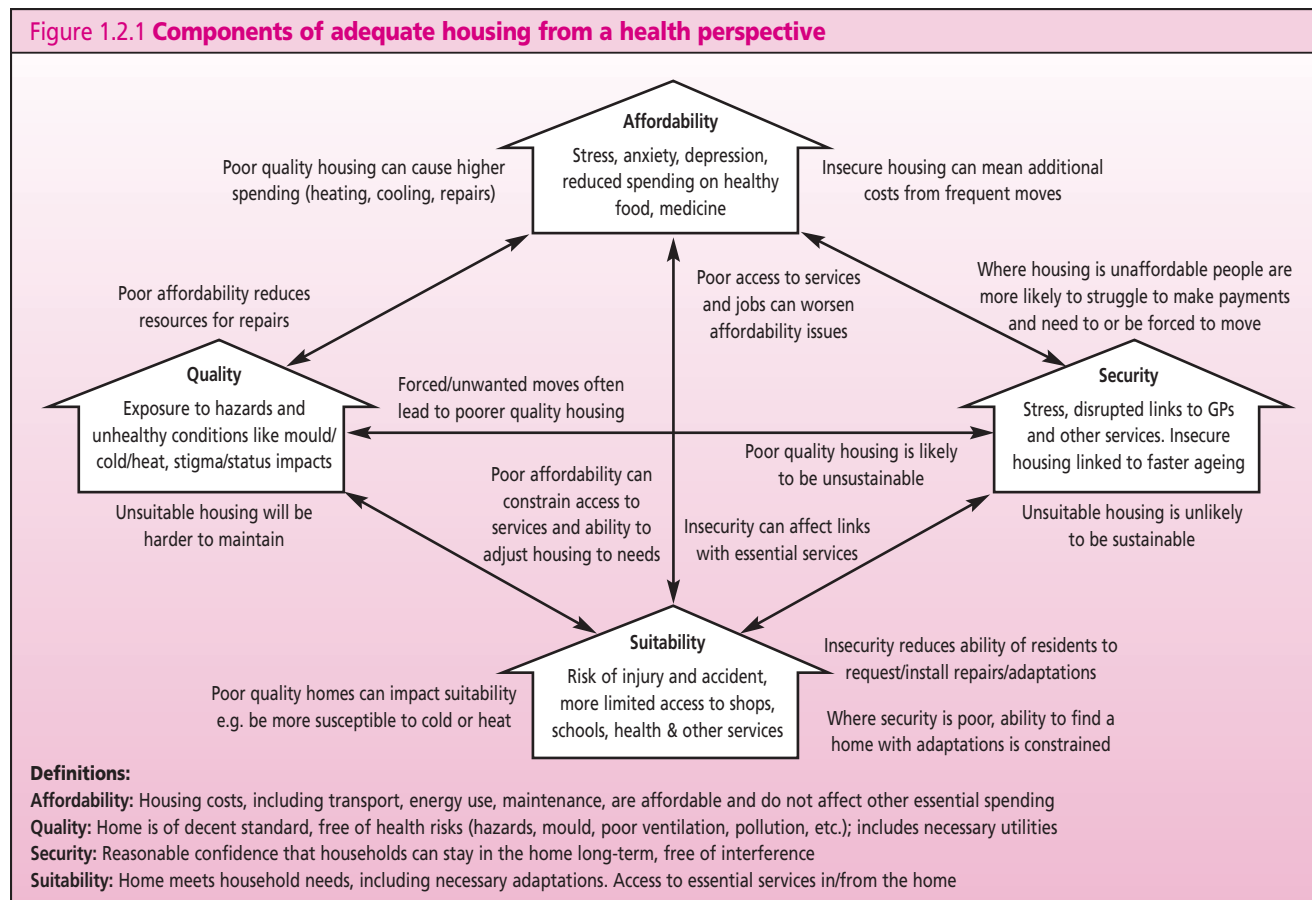 Figure 1.2.1 Components of adequate housing from a health perspective
Affordability
Stress, anxiety, depression,
reduced spending on healthy
food, medicine
Poor quality housing can cause higher
spending (heating, cooling, repairs)
Insecure housing can mean additional
costs from frequent moves
Poor affordability reduces
resources for repairs
Poor access to services
and jobs can worsen
affordability issues
Where housing is unaffordable people are
more likely to struggle to make payments
and need to or be forced to move
Quality
Exposure to hazards and
unhealthy conditions like mould/
cold/heat, stigma/status impacts
Forced/unwanted moves often
lead to poorer quality housing
Security
Stress, disrupted links to GPs
and other services. Insecure
housing linked to faster ageing
Poor quality housing is likely
to be unsustainable
Unsuitable housing will be
harder to maintain
Poor affordability can
constrain access to
services and ability to
adjust housing to needs
Insecurity can affect links
with essential services
Unsuitable housing is unlikely
to be sustainable
Suitability
Risk of injury and accident,
more limited access to shops,
schools, health & other services
Poor quality homes can impact suitability
e.g. be more susceptible to cold or heat
Insecurity reduces ability of residents to
request/install repairs/adaptations
Where security is poor, ability to find a
home with adaptations is constrained
Definitions:
Affordability: Housing costs, including transport, energy use, maintenance, are affordable and do not affect other essential spending
Quality: Home is of decent standard, free of health risks (hazards, mould, poor ventilation, pollution, etc.); includes necessary utilities
Security: Reasonable confidence that households can stay in the home long-term, free of interference
Suitability: Home meets household needs, including necessary adaptations. Access to essential services in/from the home